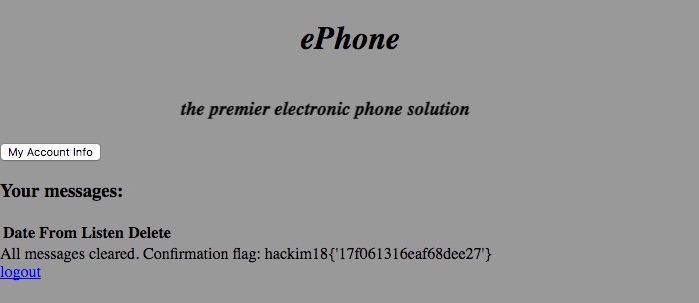 ePhone
the premier electronic phone solution
My Account Info
Your messages:
Date From Listen Delete
All messages cleared. Confirmation flag: hackim18{'17f061316eaf68dee27'}
logout